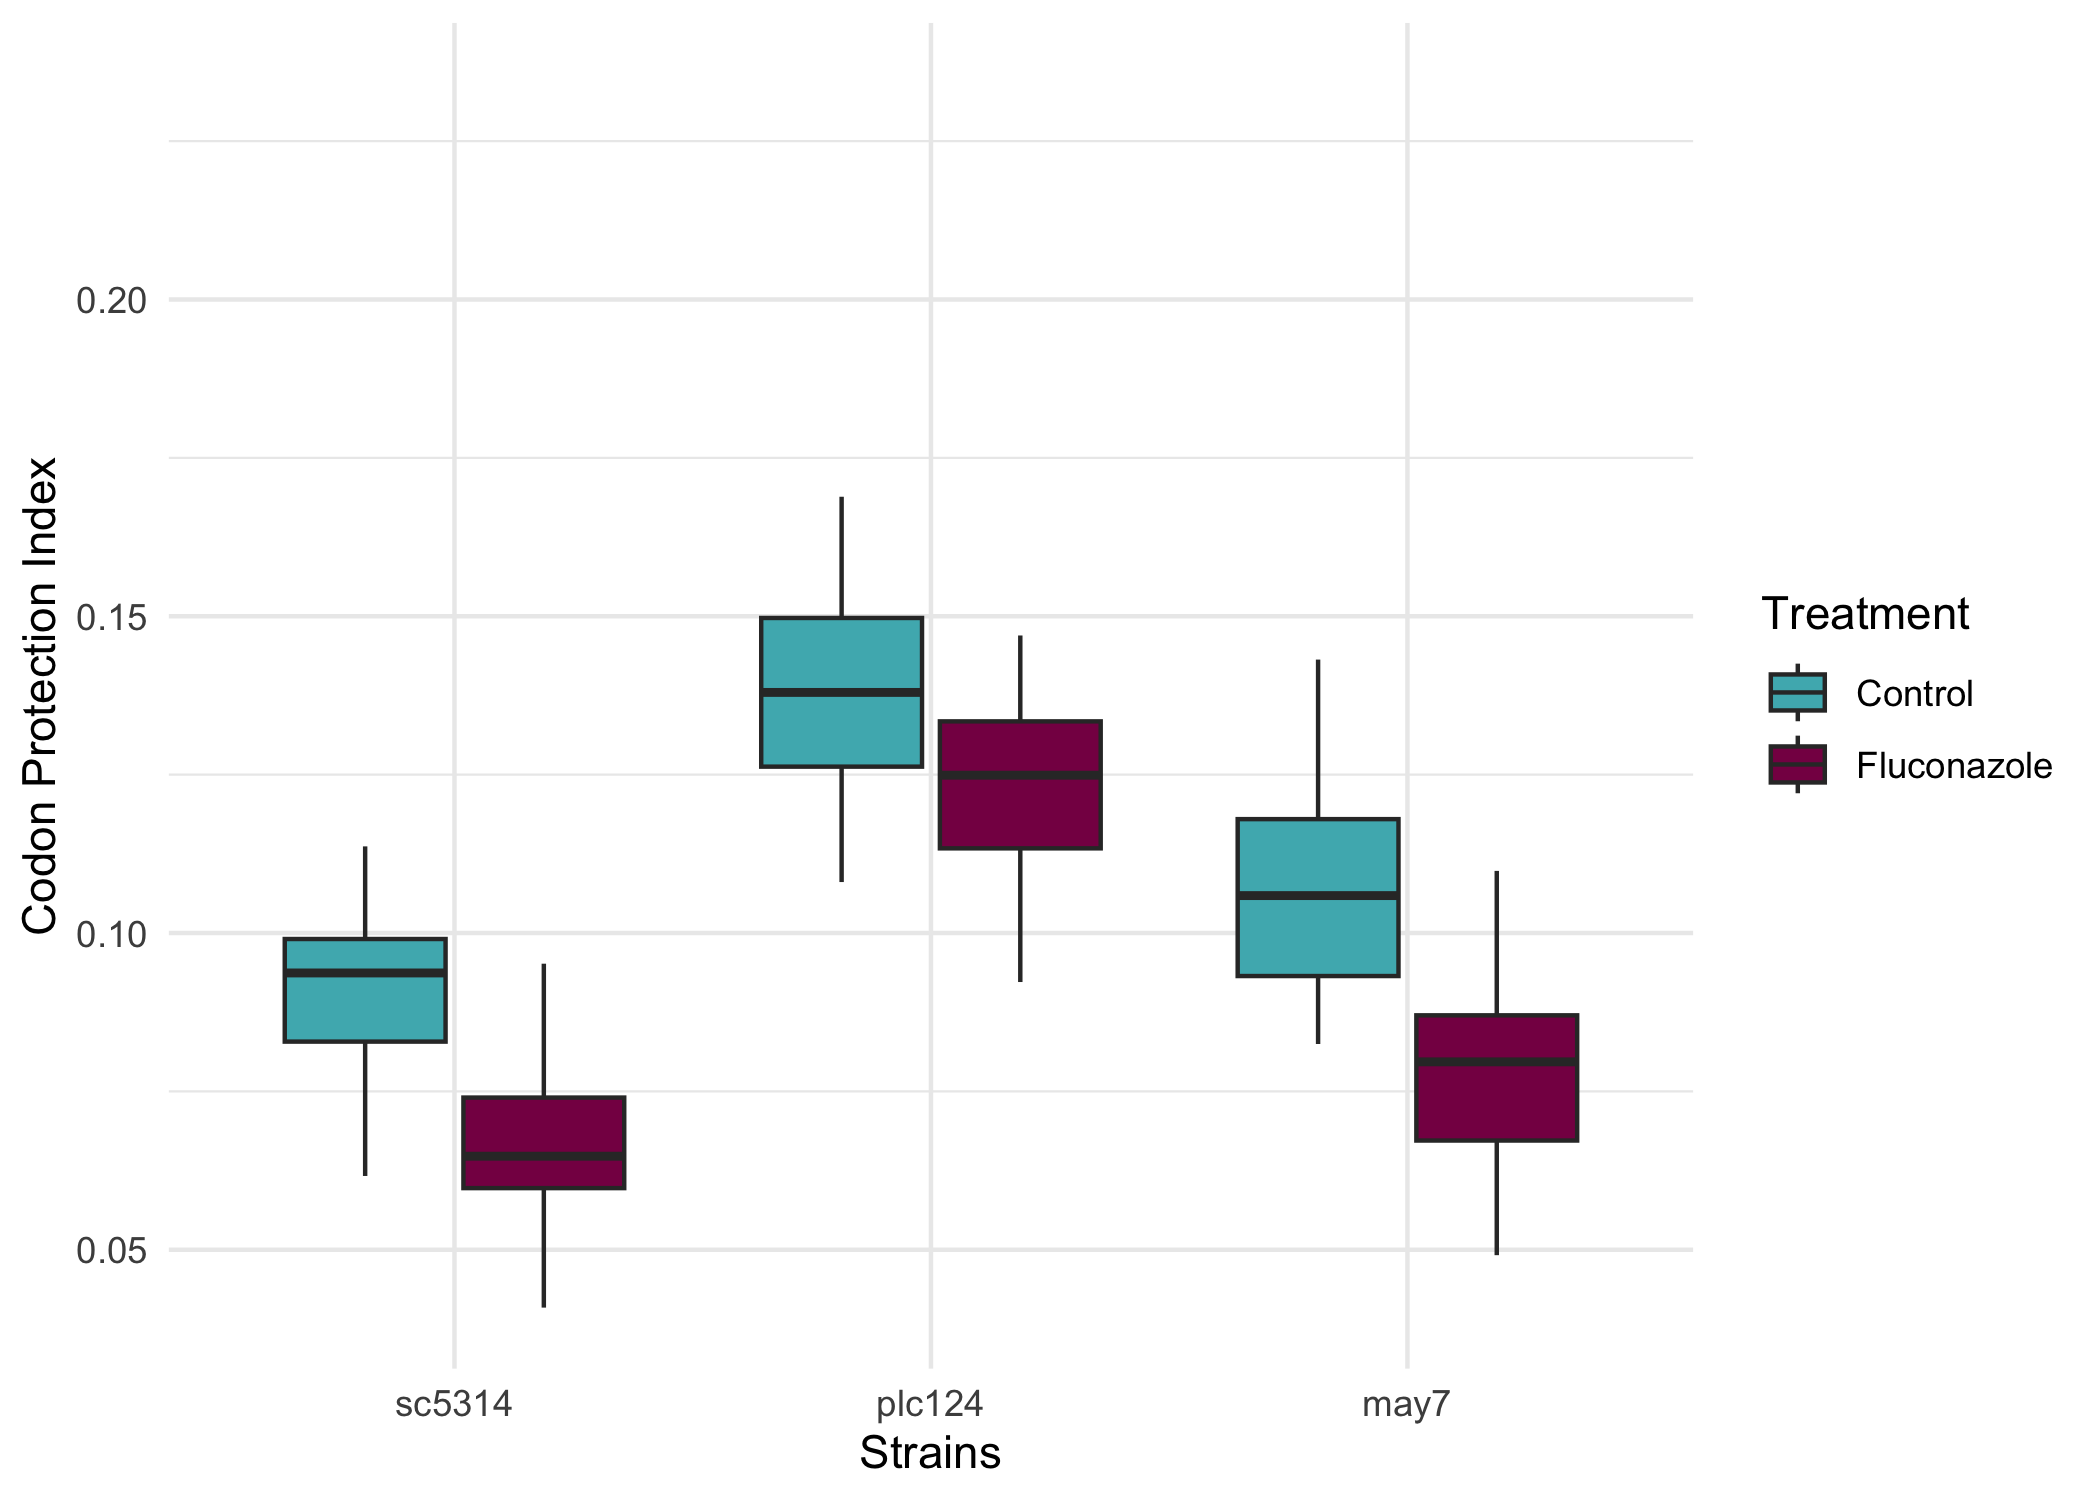 Codon Protection Index
0.20
0.15
0.10
0.05
sc5314
plc124
may7
Strains
Treatment
Control
Fluconazole